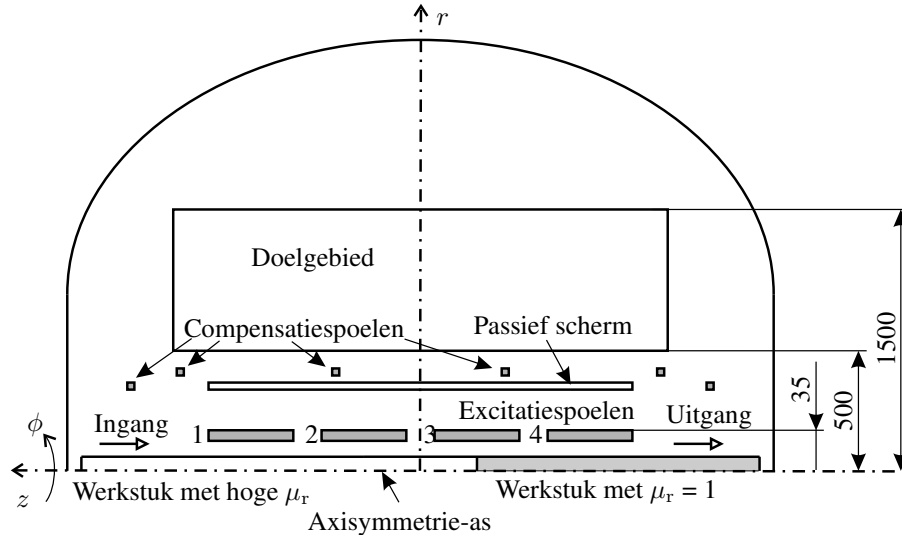 r
Doelgebied
Compensatiespoelen
Passief scherm
1500
500
35
Excitatiespoelen
Ingang
Uitgang
1
2
3
4
ϕ
z
Werkstuk met hoge μr
Werkstuk met μr = 1
Axisymmetrie-as